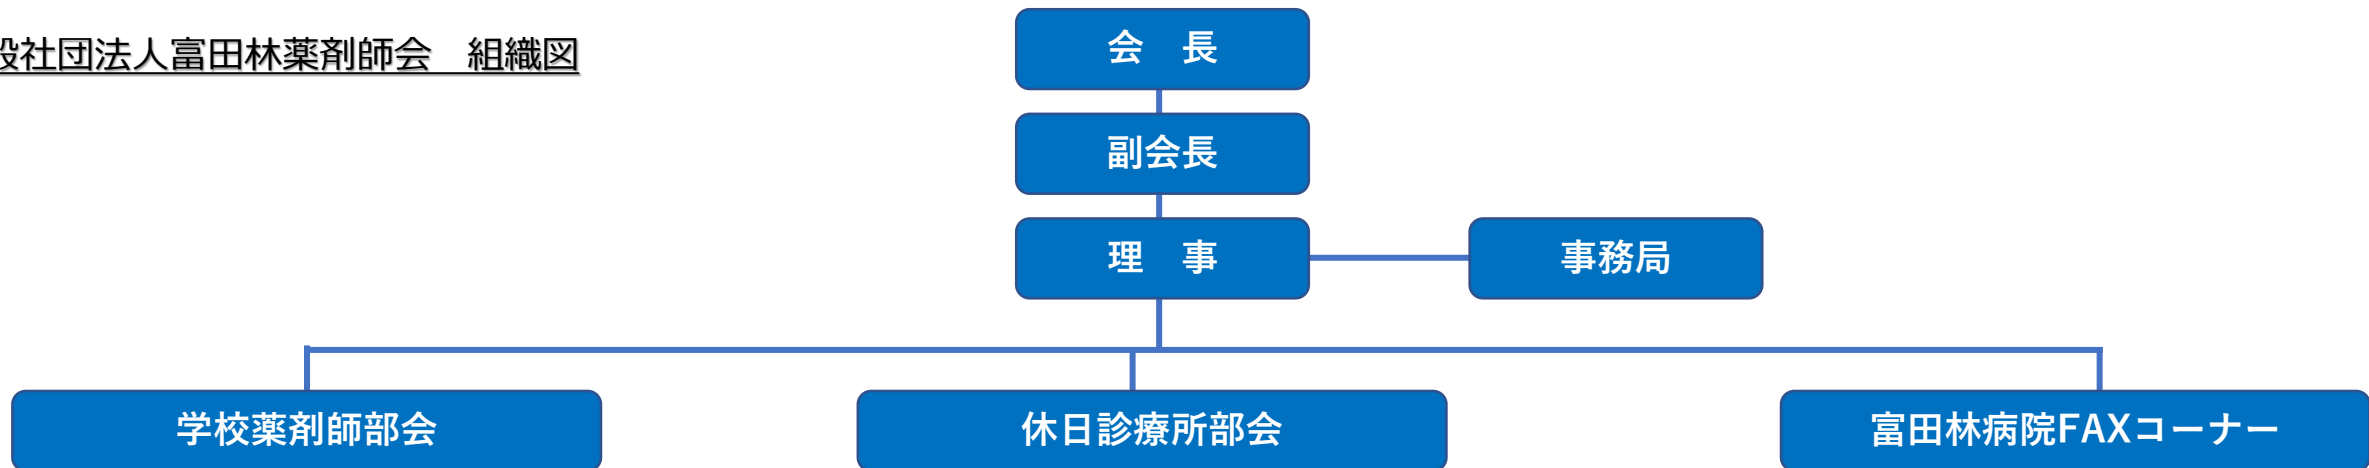 般社団法人富田林薬剤師会　組織図
会　長
副会長
理　事
事務局
学校薬剤師部会
休日診療所部会
富田林病院FAXコーナー